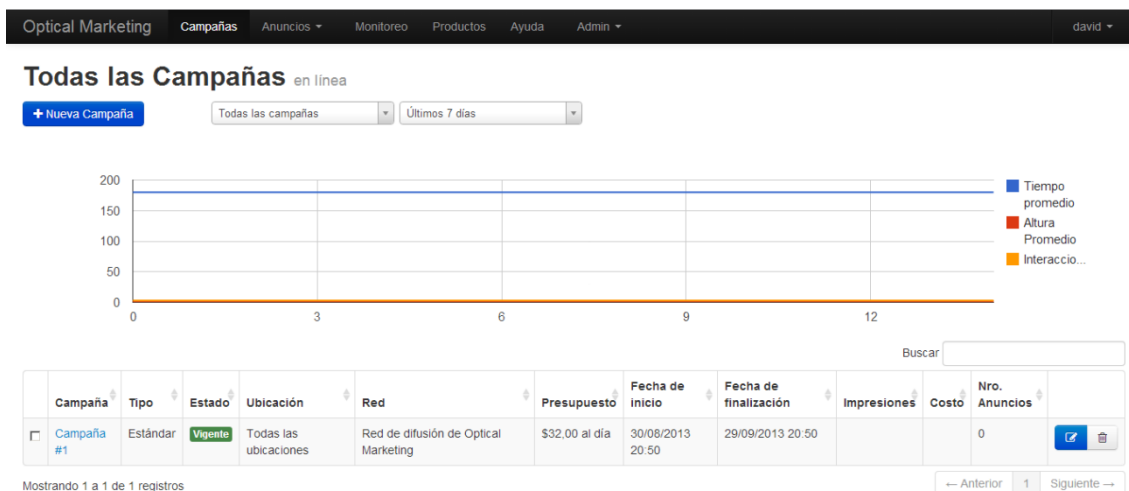 Optical Marketing Campañas Anuncios Monitoreo Productos Ayuda Admin david
Todas las Campañas en línea
+ Nueva Campaña Todas las campañas Últimos 7 días
200
150
100
50
0
0 3 6 9 12
Tiempo
promedio
Altura
Promedio
Interaccio...
Buscar
Campaña Tipo Estado Ubicación Red Presupuesto Fecha de inicio Fecha de finalización Impresiones Costo Nro. Anuncios
Campaña #1 Estándar Vigente Todas las ubicaciones Red de difusión de Optical Marketing $32,00 al día 30/08/2013 20:50 29/09/2013 20:50 0
Mostrando 1 a 1 de 1 registros
← Anterior 1 Siguiente →